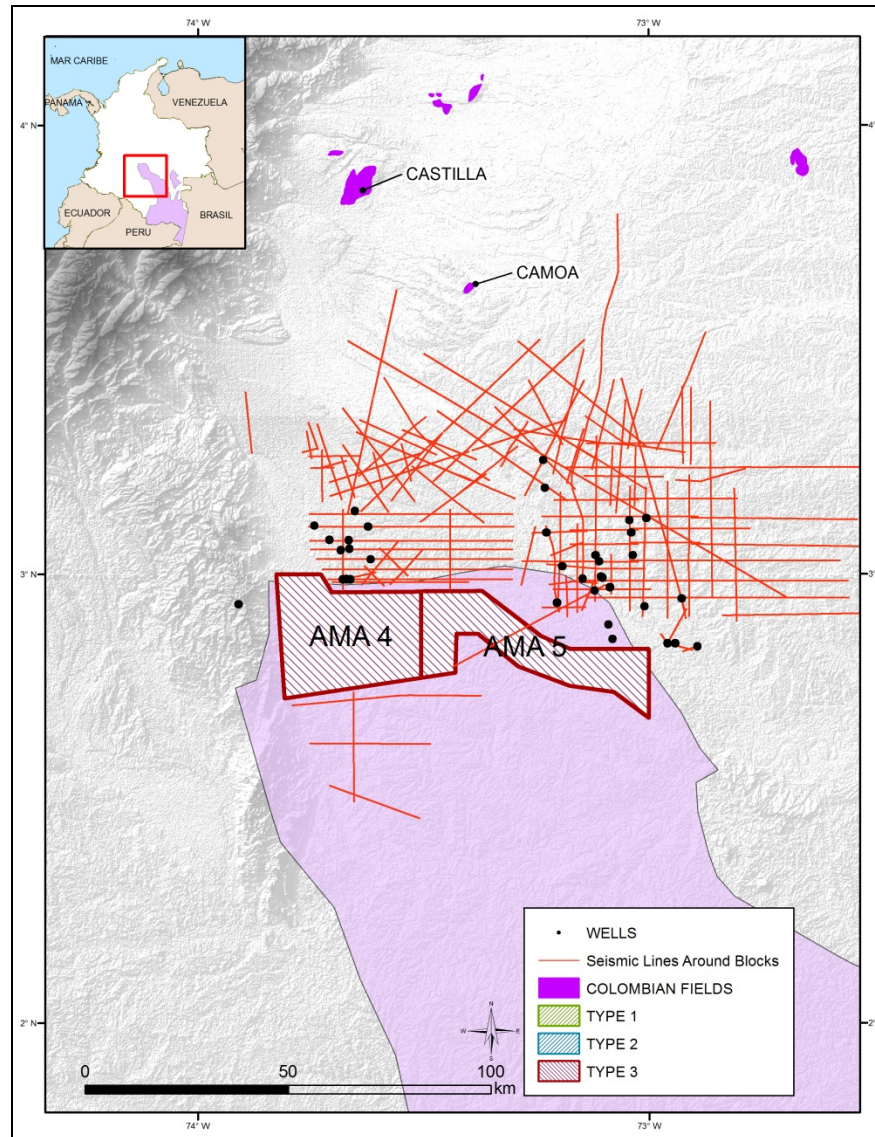 74° W
73° W
MAR CARIBE
PANAMA
VENEZUELA
ECUADOR
PERU
BRASIL
4°
4°
CASTILLA
CAMOA
3°
3°
AMA 4
AMA 5
WELLS
Seismic Lines Around Blocks
COLOMBIAN FIELDS
TYPE 1
TYPE 2
TYPE 3
2°
2°
N
W
E
S
0
50
100
km
74° W
73° W